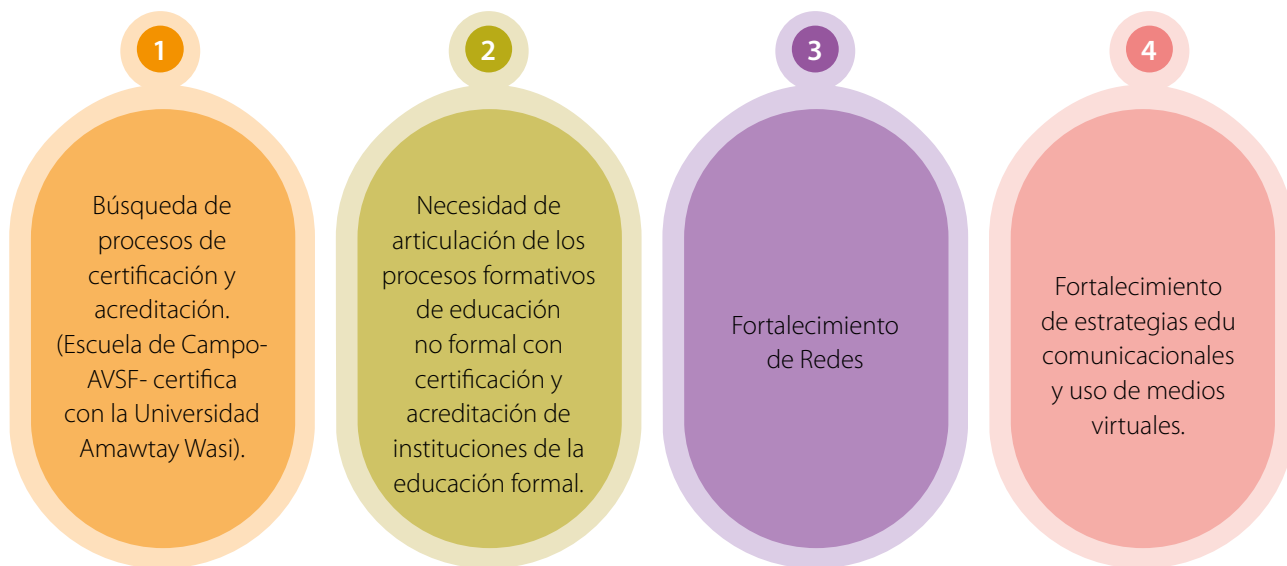 1
Búsqueda de
procesos de
certificación y
acreditación.
(Escuela de Campo-
AVSF- certifica
con la Universidad
Amawtay Wasi).
2
Necesidad de
articulación de los
procesos formativos
de educación
no formal con
certificación y
acreditación de
instituciones de la
educación formal.
3
Fortalecimiento
de Redes
4
Fortalecimiento
de estrategias edu
comunicacionales
y uso de medios
virtuales.